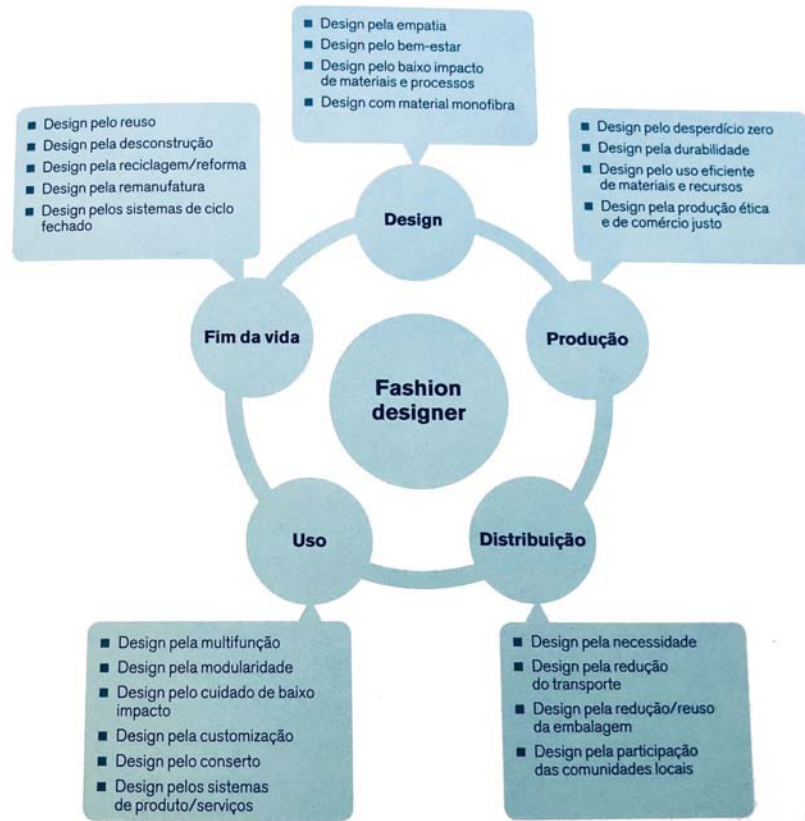 Design pela empatia
Design pelo bem-estar
Design pelo baixo impacto
de materiais e processos
Design com material monofibra
Design pelo reuso
Design pela desconstrução
Design pela reciclagem/reforma
Design pela remanufatura
Design pelos sistemas de ciclo
fechado
Design pelo desperdício zero
Design pela durabilidade
Design pelo uso eficiente
de materiais e recursos
Design pela produção ética
e de comércio justo
Design
Fim da vida
Produção
Fashion
designer
Uso
Distribuição
Design pela multifunção
Design pela modularidade
Design pelo cuidado de baixo
impacto
Design pela customização
Design pelo conserto
Design pelos sistemas
de produto/serviços
Design pela necessidade
Design pela redução
do transporte
Design pela redução/reuso
da embalagem
Design pela participação
das comunidades locais